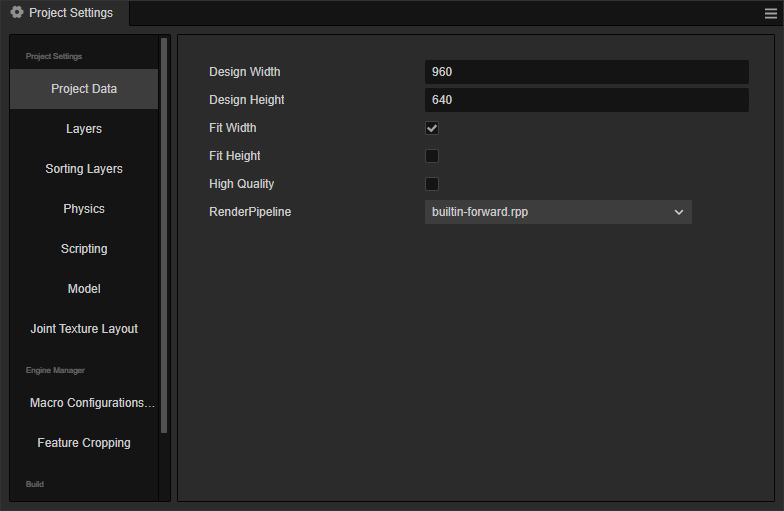 Project Settings
Project Settings
Project Data
Layers
Sorting Layers
Physics
Scripting
Model
Joint Texture Layout
Engine Manager
Macro Configurations...
Feature Cropping
Build
Design Width
960
Design Height
640
Fit Width
Fit Height
High Quality
RenderPipeline
builtin-forward.rpp